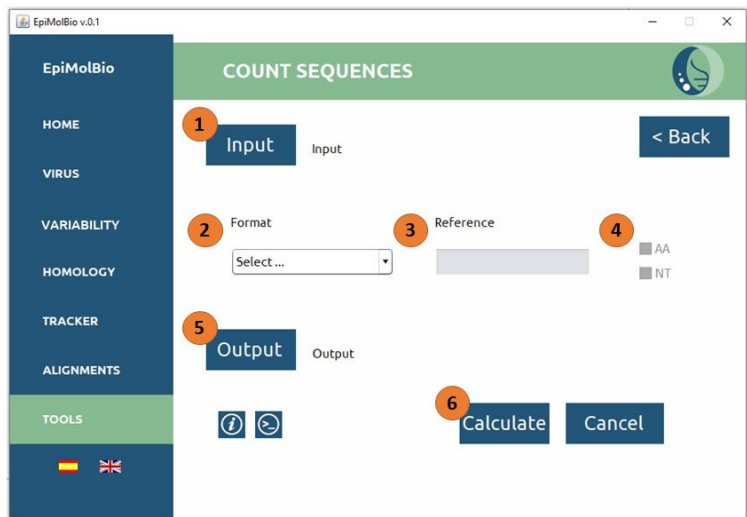 EpiMolBio v.0.1
EpiMolBio
COUNT SEQUENCES
HOME
VIRUS
VARIABILITY
HOMOLOGY
TRACKER
ALIGNMENTS
TOOLS
1
Input Input
< Back
2 Format
Select ...
3 Reference
4
AA
NT
5
Output Output
6
Calculate Cancel